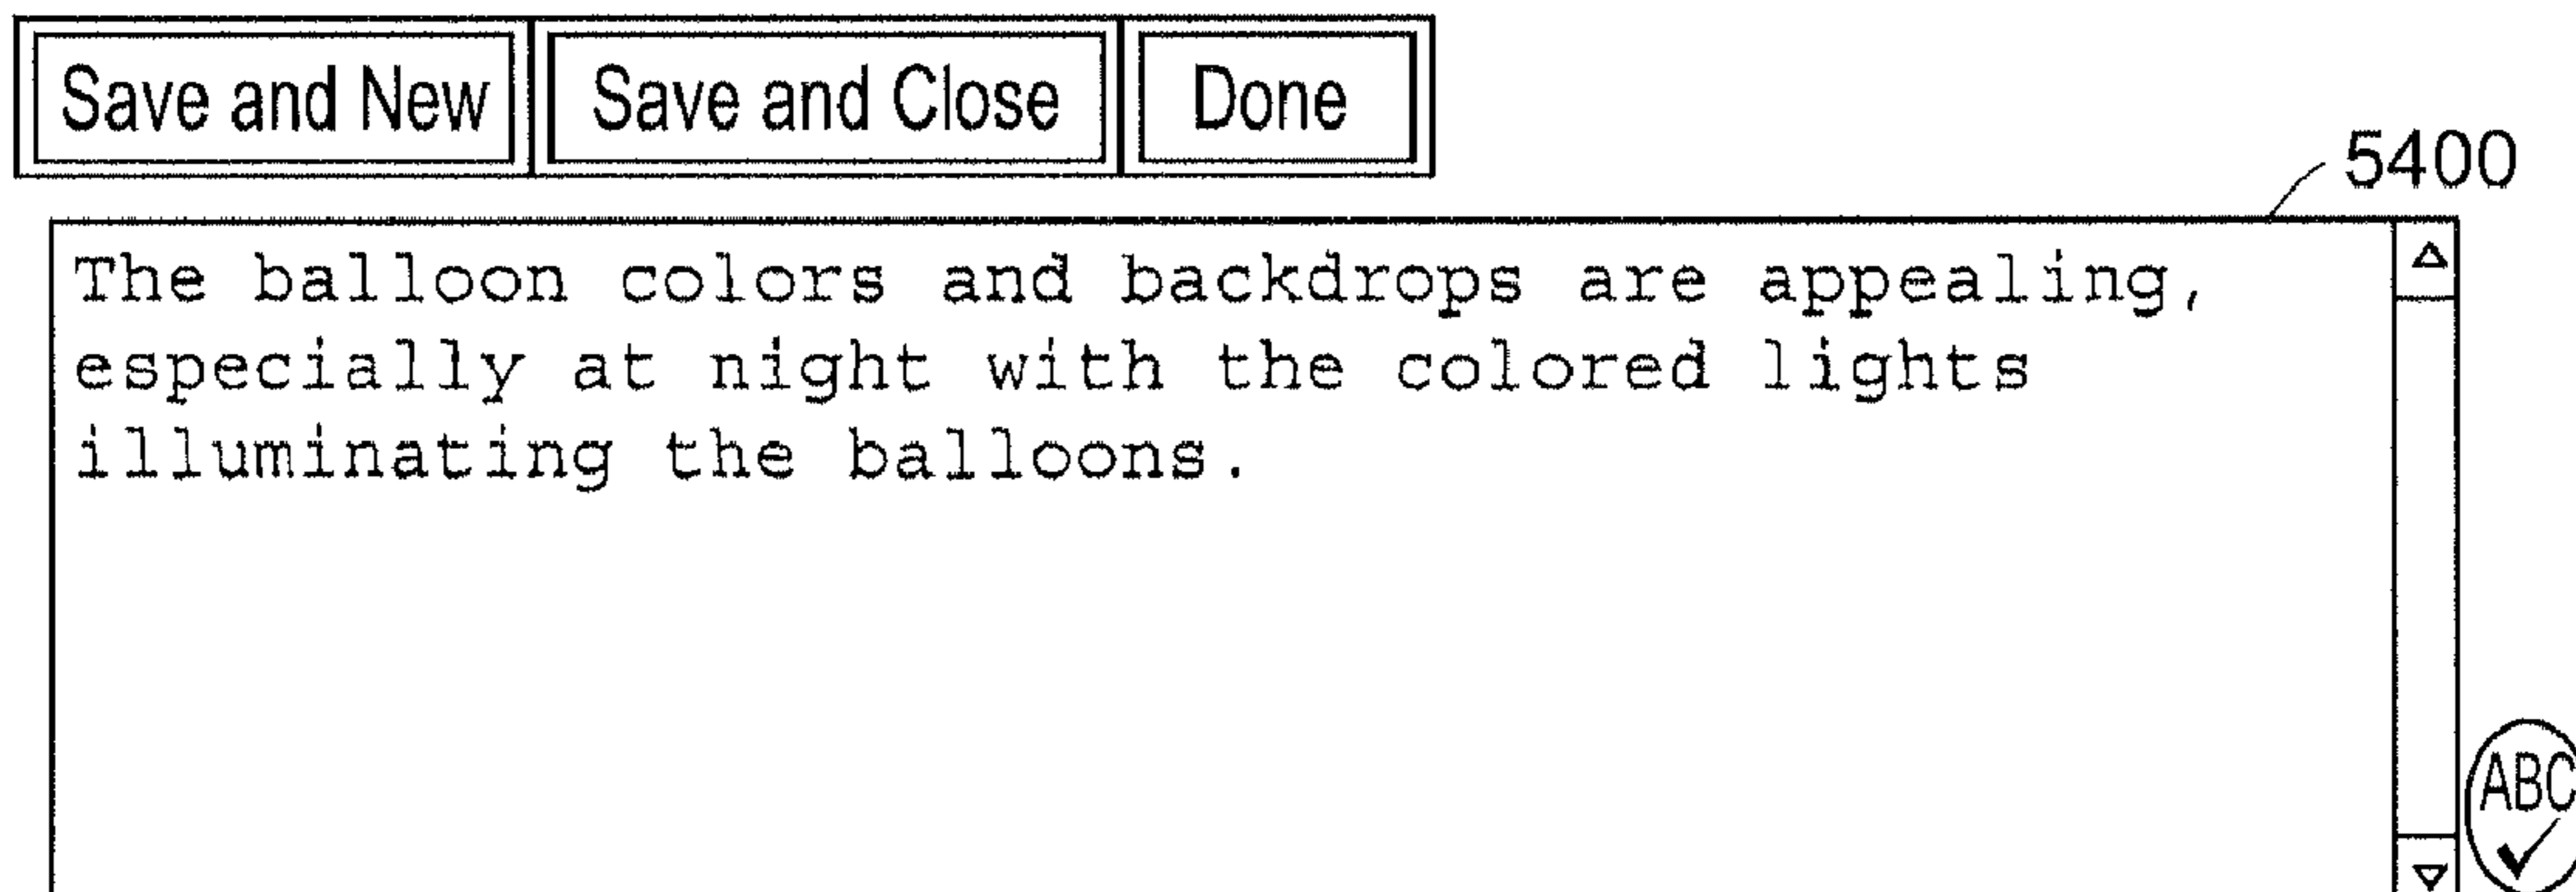 Save and New Save and Close Done
5400
The balloon colors and backdrops are appealing,
especially at night with the colored lights
illuminating the balloons.
ABC